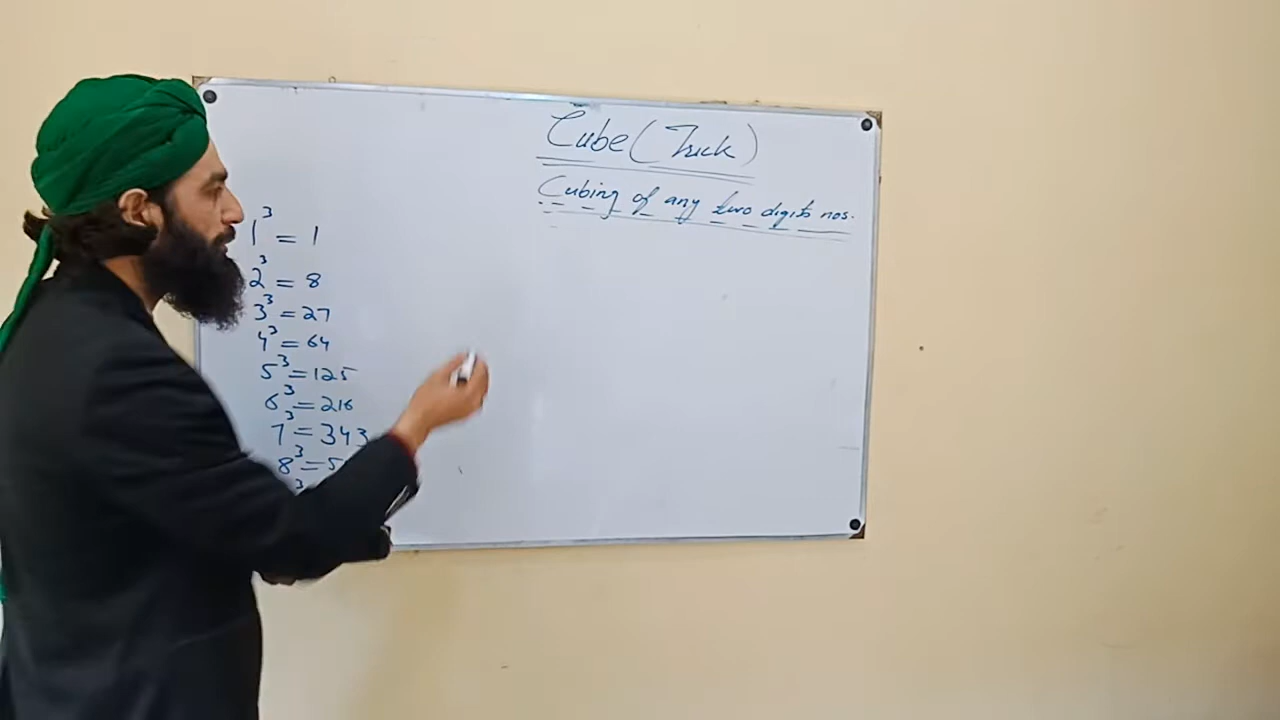 Cube (Trick)
Cubing of any two digits nos.
1³ = 1
2³ = 8
3³ = 27
4³ = 64
5³ = 125
6³ = 216
7³ = 343
8³ = 5
3